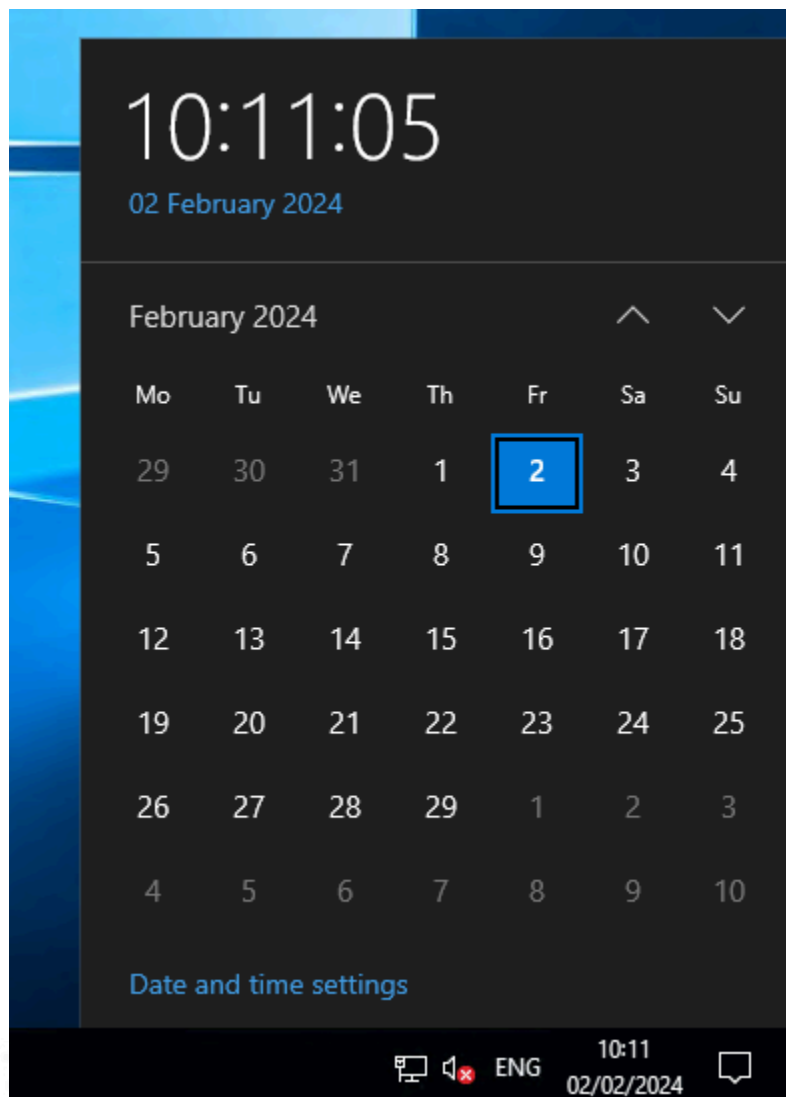 10:11:05
02 February 2024
February 2024
Mo Tu We Th Fr Sa Su
29 30 31 1 2 3 4
5 6 7 8 9 10 11
12 13 14 15 16 17 18
19 20 21 22 23 24 25
26 27 28 29 1 2 3
4 5 6 7 8 9 10
Date and time settings
ENG 10:11
02/02/2024